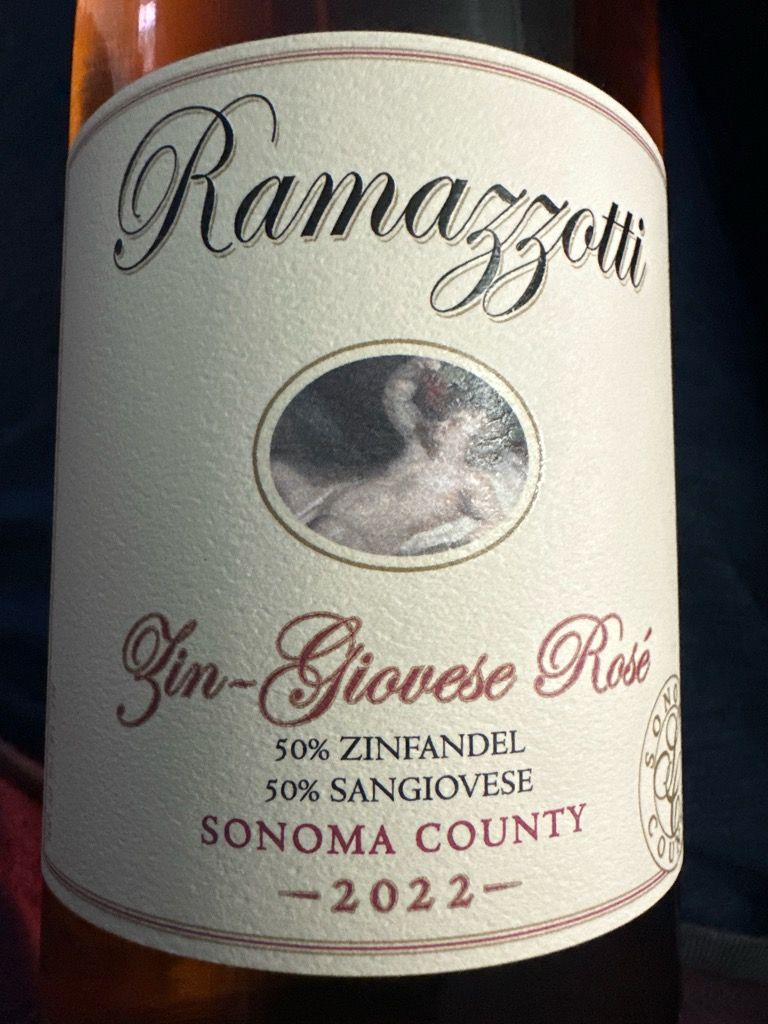 Ramazzotti
Zin-Giovese Rosé
50% ZINFANDEL
50% SANGIOVESE
SONOMA COUNTY
—2022—